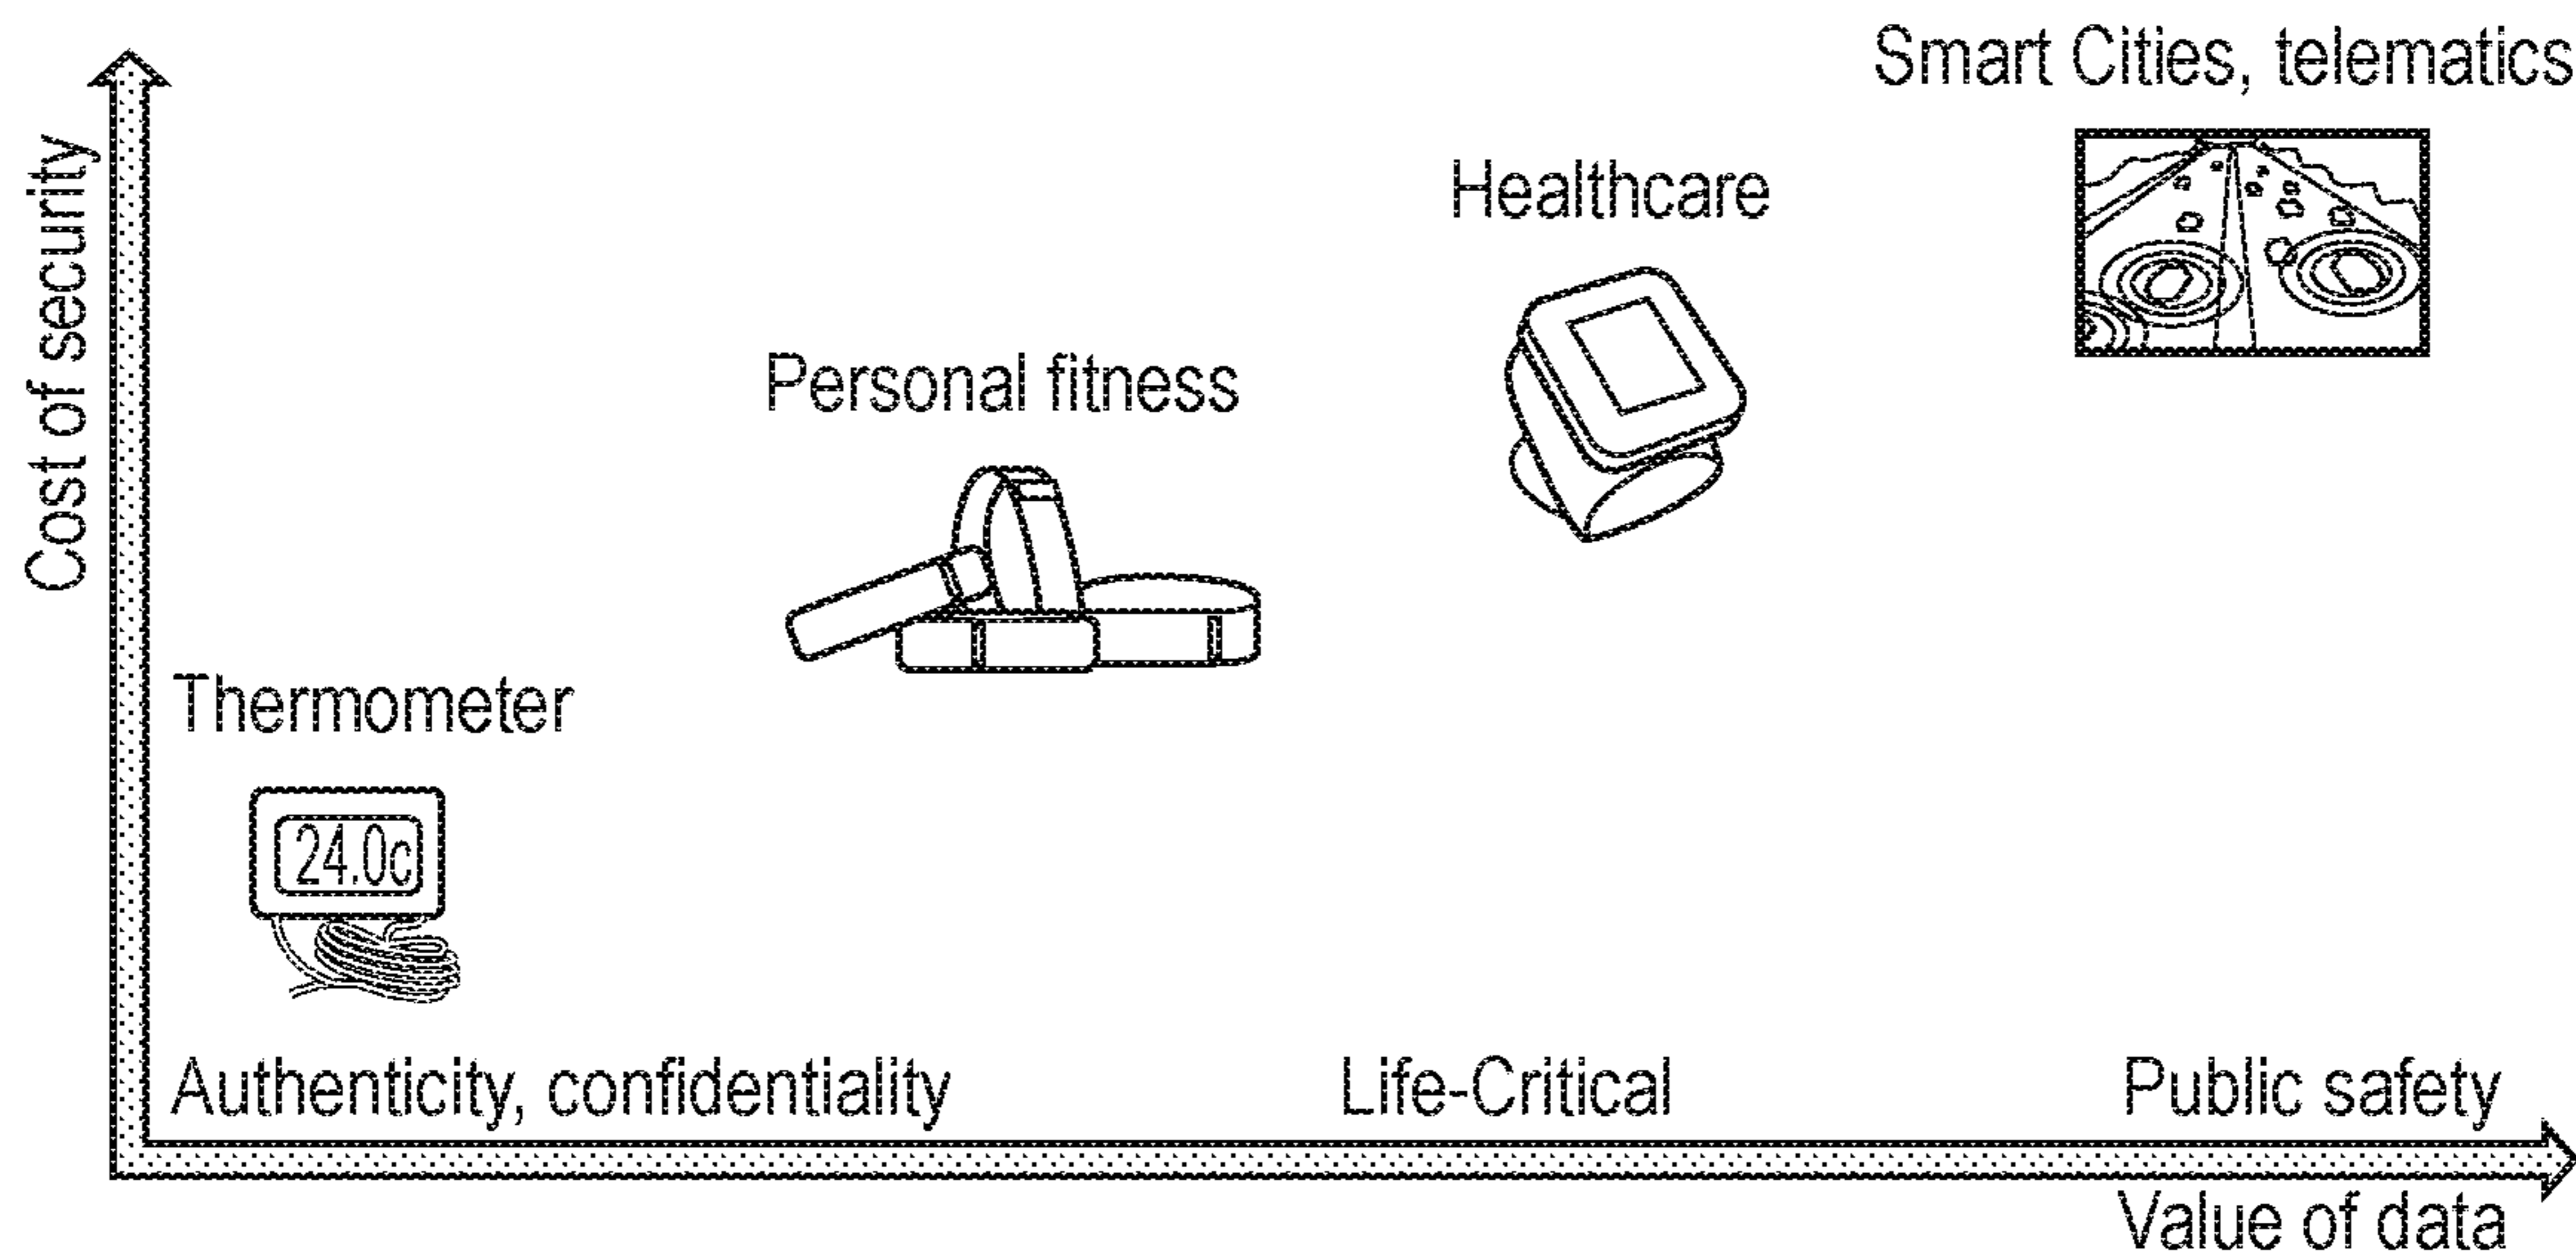 Smart Cities, telematics
Healthcare
Cost of security
Personal fitness
Thermometer
24.0c
Authenticity, confidentiality
Life-Critical
Public safety
Value of data